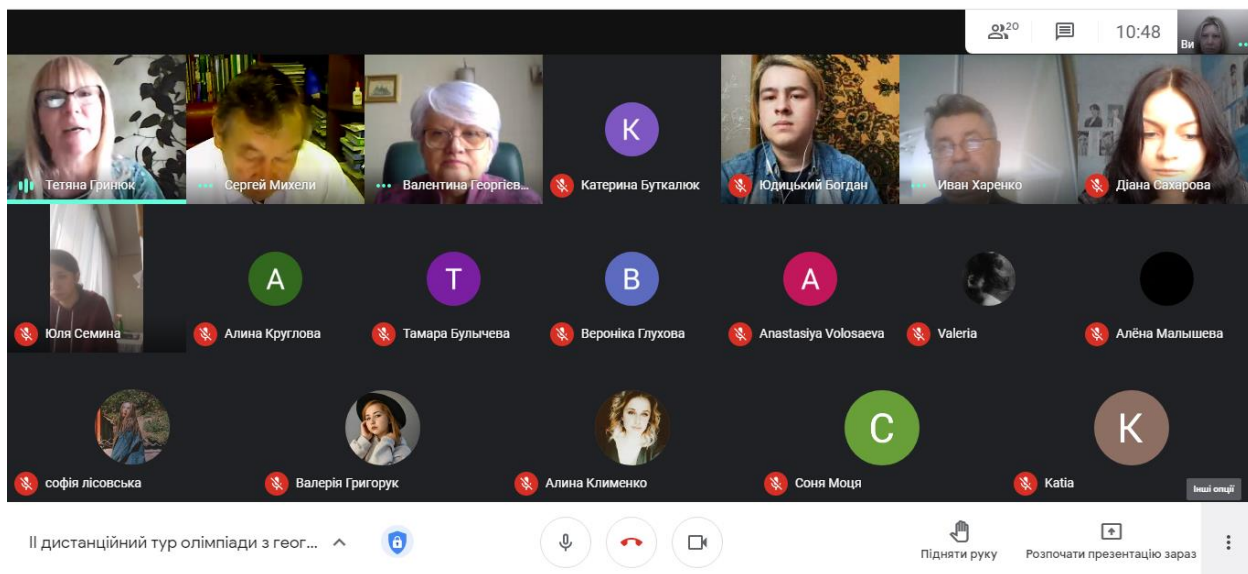 20
10:48
Ви
Тетяна Гринюк
Сергей Михели
Валентина Георгієв...
К
Катерина Буткалюк
Юдицький Богдан
Иван Харенко
Діана Сахарова
Юля Семина
А
Алина Круглова
Т
Тамара Булычева
В
Вероніка Глухова
A
Anastasiya Volosaeva
Valeria
Алёна Малышева
софія лісовська
Валерія Григорук
Алина Клименко
С
Соня Моця
K
Katia
Інші опції
ІІ дистанційний тур олімпіади з геог...
Підняти руку
Розпочати презентацію зараз